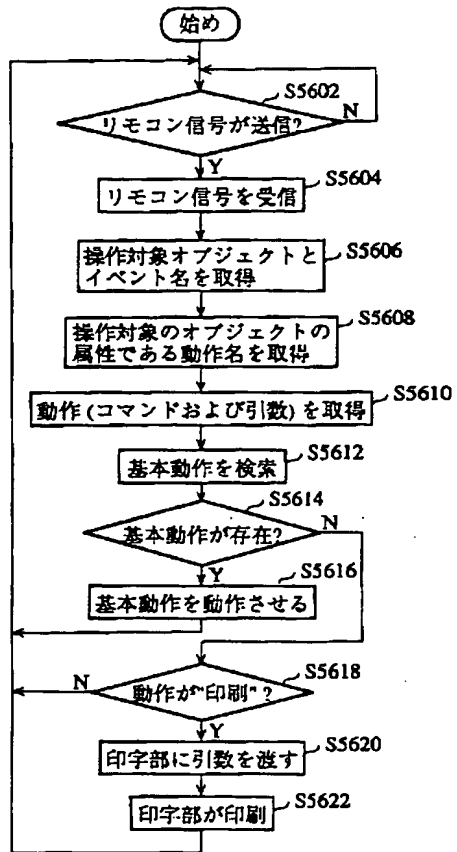 始め
S5602
リモコン信号が送信?
N
Y
S5604
リモコン信号を受信
S5606
操作対象オブジェクトと
イベント名を取得
S5608
操作対象のオブジェクトの
属性である動作名を取得
S5610
動作(コマンドおよび引数)を取得
S5612
基本動作を検索
S5614
基本動作が存在?
N
Y
S5616
基本動作を動作させる
S5618
動作が"印刷"?
N
Y
S5620
印字部に引数を渡す
S5622
印字部が印刷